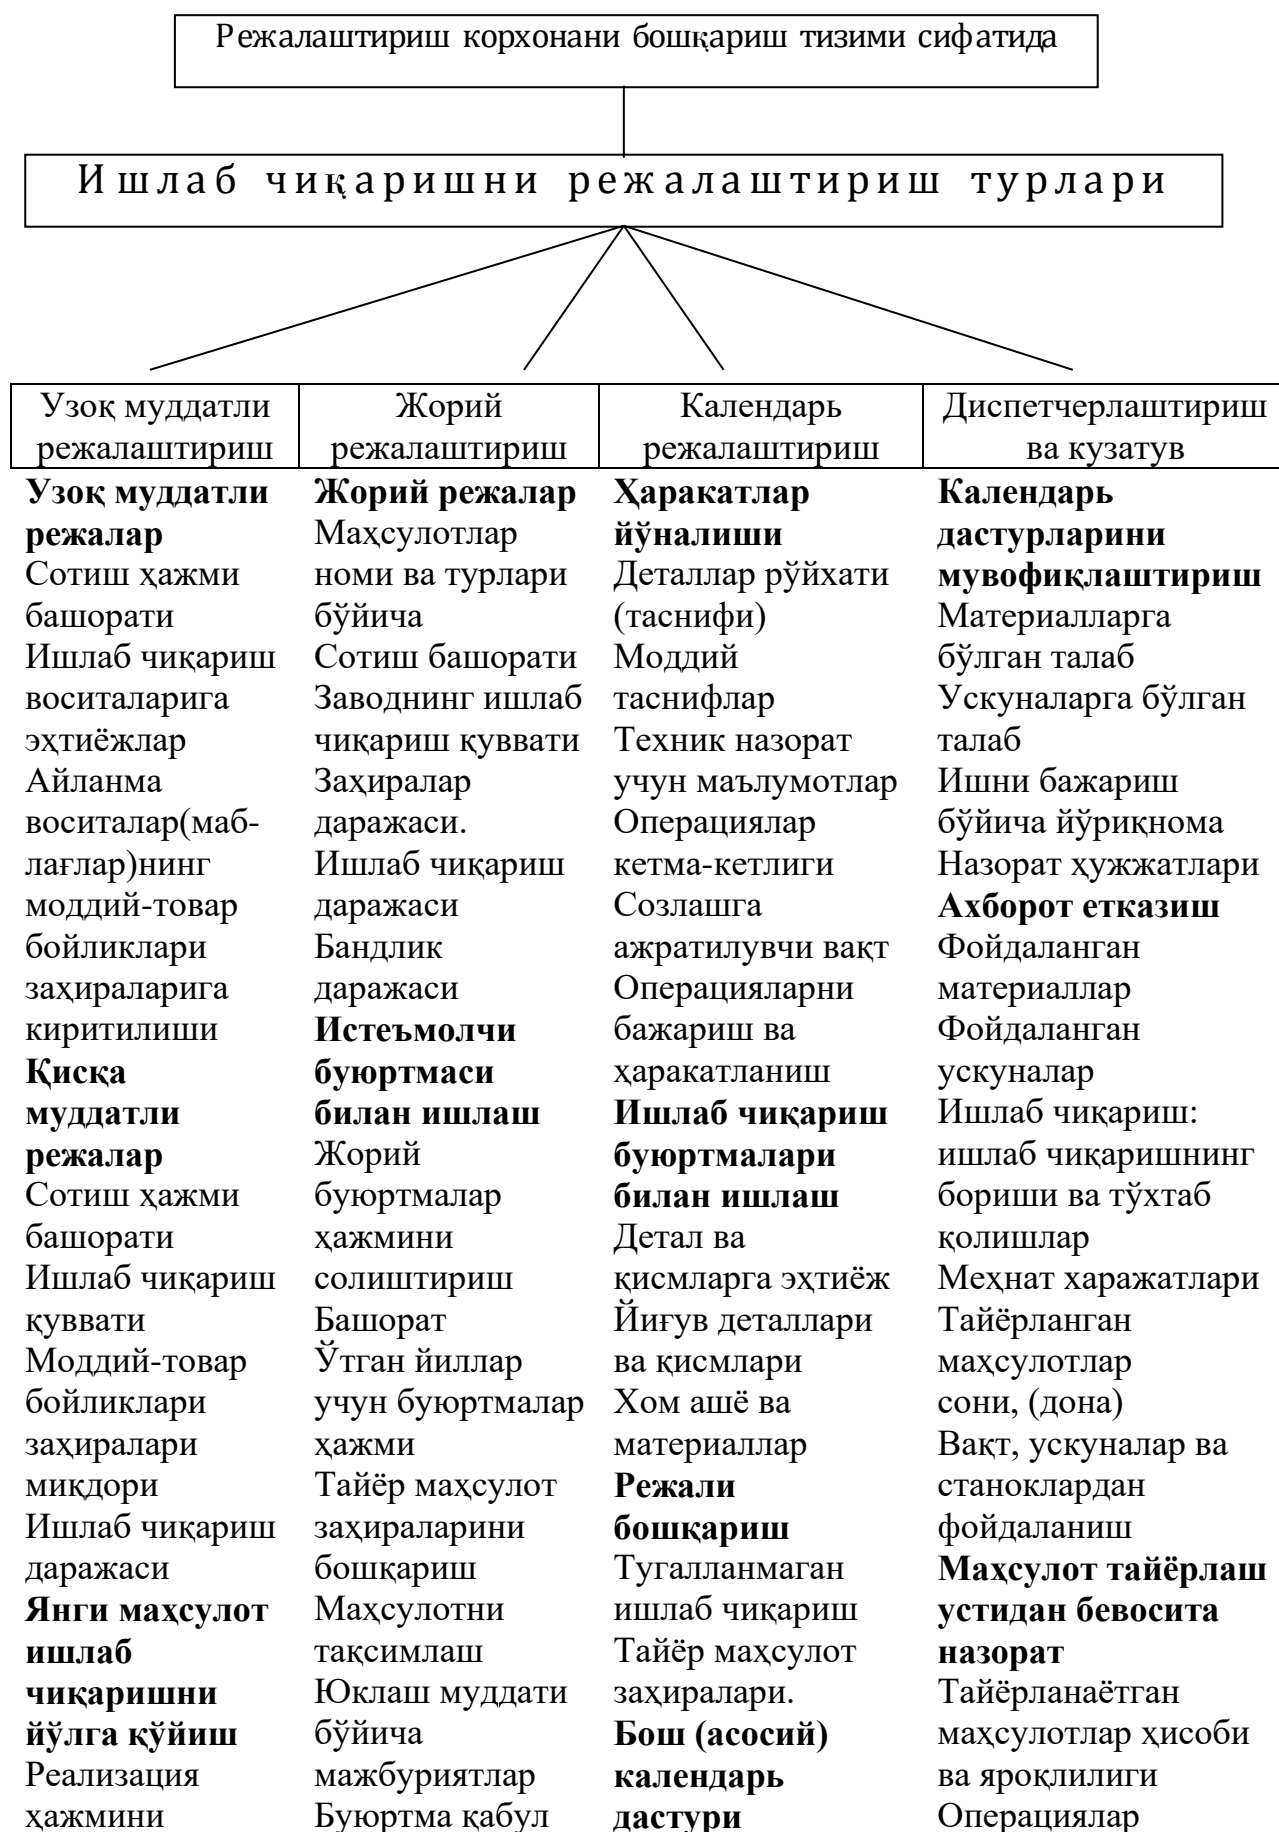 Режалаштириш корхонани бошқариш тизими сифатида
Ишлаб чиқаришни режалаштириш турлари
Узоқ муддатли
режалаштириш
Жорий
режалаштириш
Календарь
режалаштириш
Диспетчерлаштириш
ва кузатув
Узоқ муддатли
режалар
Сотиш ҳажми
башорати
Ишлаб чиқариш
воситаларига
эҳтиёжлар
Айланма
воситалар(маб-
лағлар)нинг
моддий-товар
бойликлари
заҳираларига
киритилиши
Қисқа
муддатли
режалар
Сотиш ҳажми
башорати
Ишлаб чиқариш
қуввати
Моддий-товар
бойликлари
заҳиралари
миқдори
Ишлаб чиқариш
даражаси
Янги маҳсулот
ишлаб
чиқаришни
йўлга қўйиш
Реализация
ҳажмини
Жорий режалар
Маҳсулотлар
номи ва турлари
бўйича
Сотиш башорати
Заводнинг ишлаб
чиқариш қуввати
Заҳиралар
даражаси.
Ишлаб чиқариш
даражаси
Бандлик
даражаси
Истеъмолчи
буюртмаси
билан ишлаш
Жорий
буюртмалар
ҳажмини
солиштириш
Башорат
Ўтган йиллар
учун буюртмалар
ҳажми
Тайёр маҳсулот
заҳираларини
бошқариш
Маҳсулотни
тақсимлаш
Юклаш муддати
бўйича
мажбуриятлар
Буюртма қабул
Ҳаракатлар
йўналиши
Деталлар рўйхати
(таснифи)
Моддий
таснифлар
Техник назорат
учун маълумотлар
Операциялар
кетма-кетлиги
Созлашга
ажратилувчи вақт
Операцияларни
бажариш ва
ҳаракатланиш
Ишлаб чиқариш
буюртмалари
билан ишлаш
Детал ва
қисмларга эҳтиёж
Йиғув деталлари
ва қисмлари
Хом ашё ва
материаллар
Режали
бошқариш
Тугалланмаган
ишлаб чиқариш
Тайёр маҳсулот
заҳиралари.
Бош (асосий)
календарь
дастури
Календарь
дастурларини
мувофиқлаштириш
Материалларга
бўлган талаб
Ускуналарга бўлган
талаб
Ишни бажариш
бўйича йўриқнома
Назорат ҳужжатлари
Ахборот етказиш
Фойдаланган
материаллар
Фойдаланган
ускуналар
Ишлаб чиқариш:
ишлаб чиқаришнинг
бориши ва тўхтаб
қолишлар
Меҳнат харажатлари
Тайёрланган
маҳсулотлар
сони, (дона)
Вақт, ускуналар ва
станоклардан
фойдаланиш
Маҳсулот тайёрлаш
устидан бевосита
назорат
Тайёрланаётган
маҳсулотлар ҳисоби
ва яроқлилиги
Операциялар